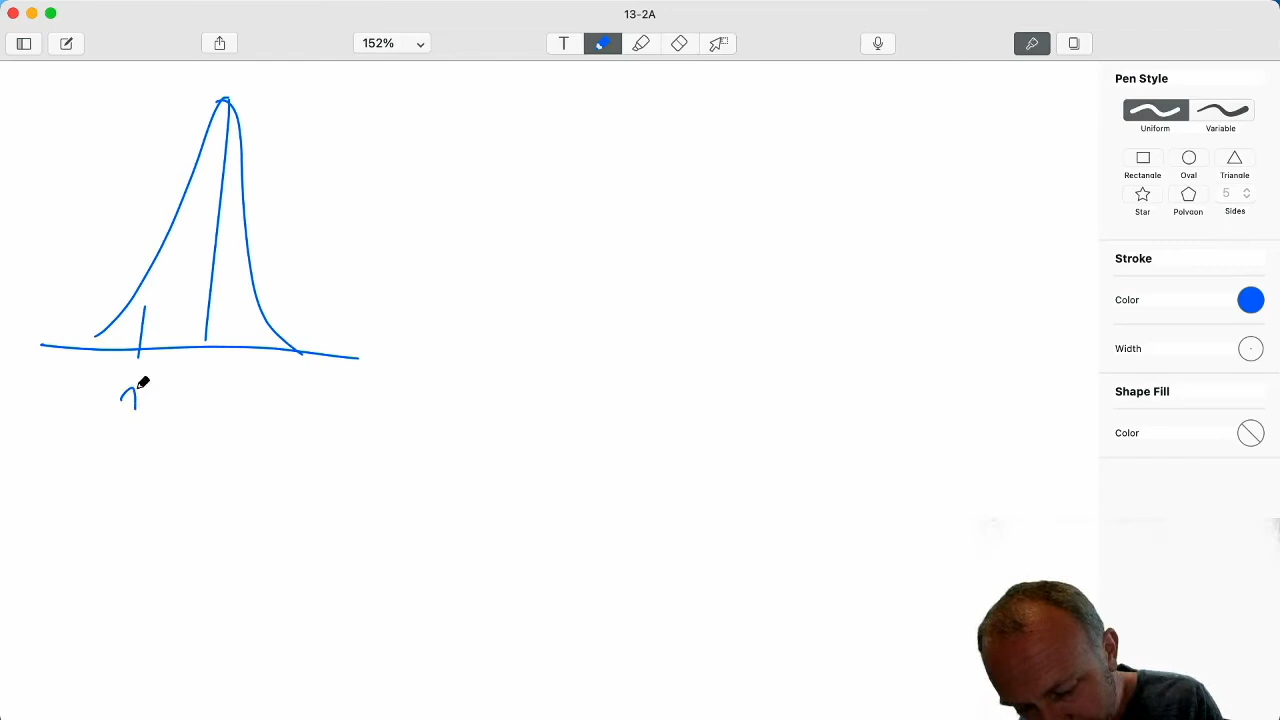 13-2A
152%
T
Pen Style
Uniform
Variable
Rectangle
Oval
Triangle
Star
Polygon
5
Sides
Stroke
Color
Width
Shape Fill
Color